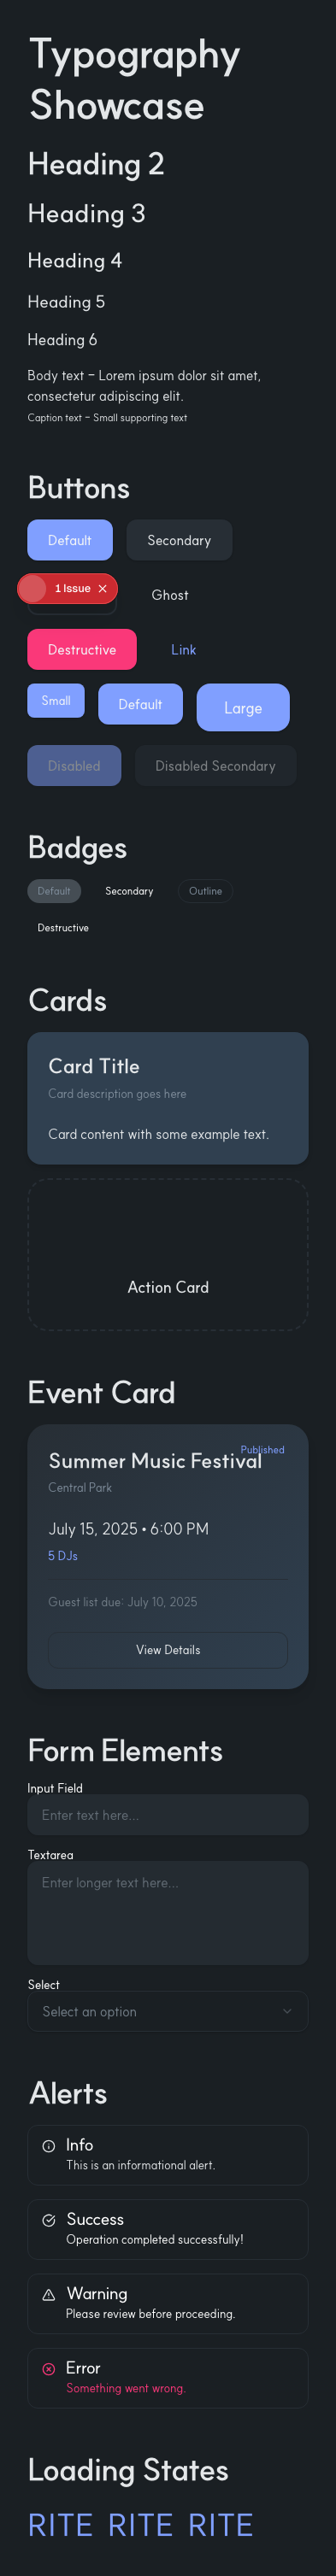 Typography
Showcase
Heading 2
Heading 3
Heading 4
Heading 5
Heading 6
Body text – Lorem ipsum dolor sit amet,
consectetur adipiscing elit.
Caption text – Small supporting text
Buttons
Default
Secondary
1 Issue
Ghost
Destructive
Link
Small
Default
Large
Disabled
Disabled Secondary
Badges
Default
Secondary
Outline
Destructive
Cards
Card Title
Card description goes here
Card content with some example text.
Action Card
Event Card
Published
Summer Music Festival
Central Park
July 15, 2025 • 6:00 PM
5 DJs
Guest list due: July 10, 2025
View Details
Form Elements
Input Field
Enter text here...
Textarea
Enter longer text here...
Select
Select an option
Alerts
Info
This is an informational alert.
Success
Operation completed successfully!
Warning
Please review before proceeding.
Error
Something went wrong.
Loading States
RITE RITE RITE